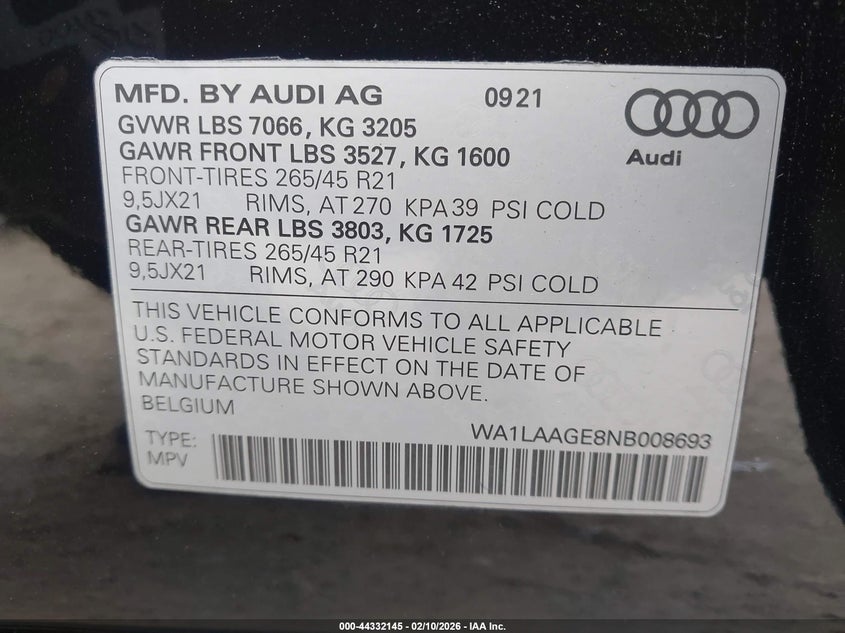 MFD. BY AUDI AG 0921
GVWR LBS 7066, KG 3205
GAWR FRONT LBS 3527, KG 1600
FRONT-TIRES 265/45 R21
9,5JX21 RIMS, AT 270 KPA 39 PSI COLD
GAWR REAR LBS 3803, KG 1725
REAR-TIRES 265/45 R21
9,5JX21 RIMS, AT 290 KPA 42 PSI COLD
Audi
THIS VEHICLE CONFORMS TO ALL APPLICABLE
U.S. FEDERAL MOTOR VEHICLE SAFETY
STANDARDS IN EFFECT ON THE DATE OF
MANUFACTURE SHOWN ABOVE.
BELGIUM
WA1LAAGE8NB008693
TYPE:
MPV
000-44332145 - 02/10/2026 - IAA Inc.